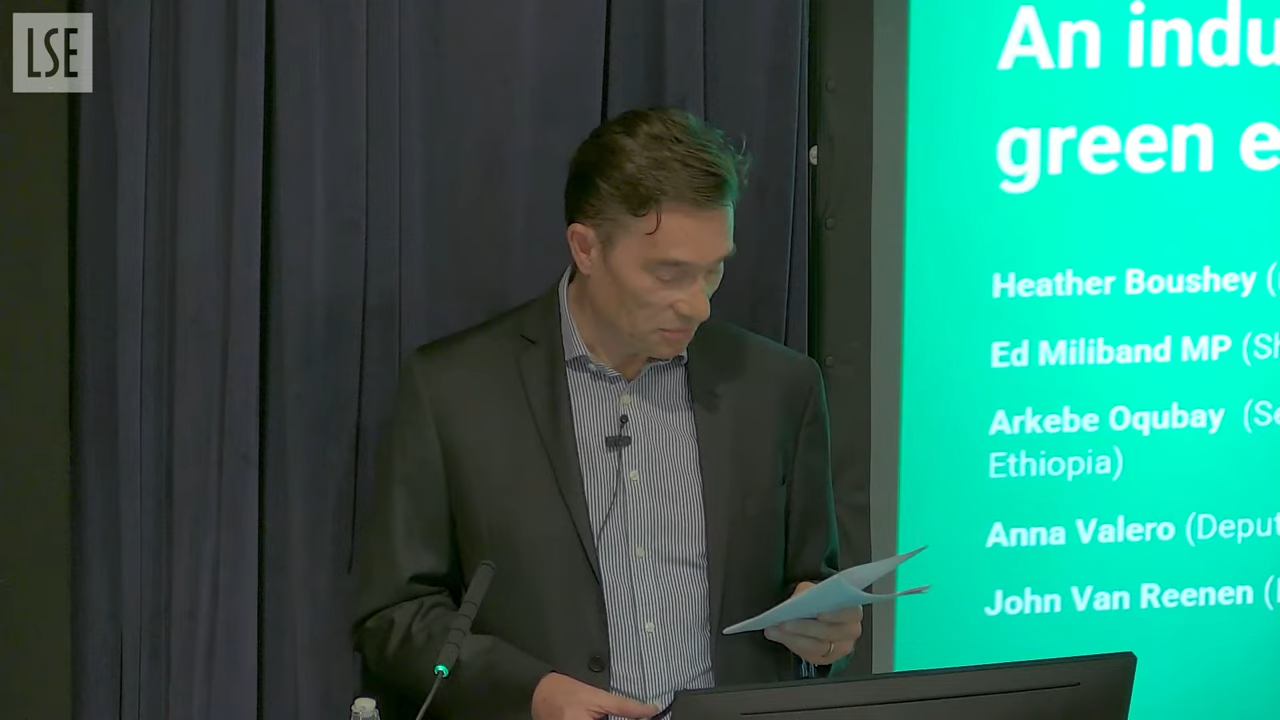 LSE
An indu
green e
Heather Boushey (
Ed Miliband MP (Sh
Arkebe Oqubay (Se
Ethiopia)
Anna Valero (Deput
John Van Reenen (